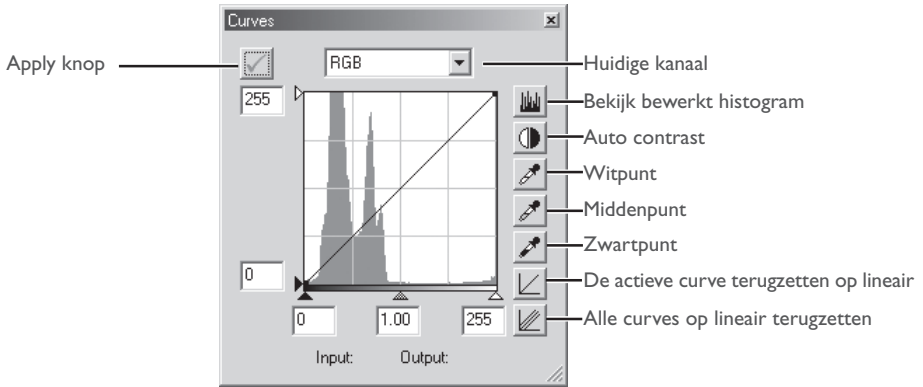 Curves
Apply knop
RGB
Huidige kanaal
255
Bekijk bewerkt histogram
Auto contrast
Witpunt
Middenpunt
Zwartpunt
0
De actieve curve terugzetten op lineair
0 1.00 255
Alle curves op lineair terugzetten
Input: Output: